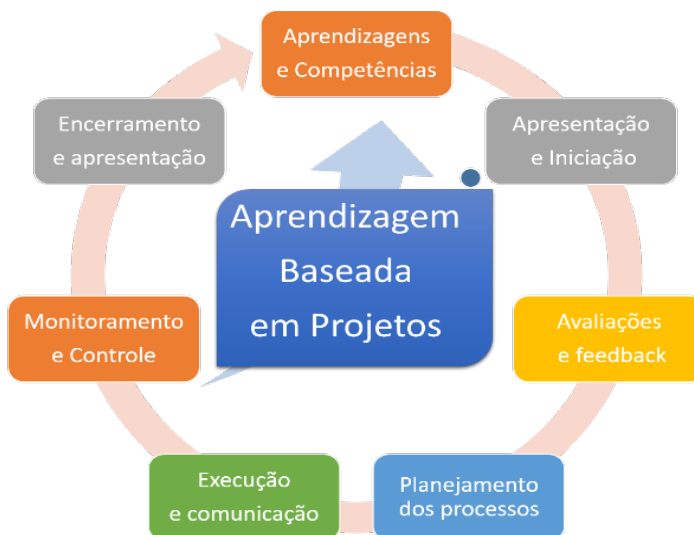 Aprendizagens
e Competências
Encerramento
e apresentação
Apresentação
e Iniciação
Aprendizagem
Baseada
em Projetos
Monitoramento
e Controle
Avaliações
e feedback
Execução
e comunicação
Planejamento
dos processos